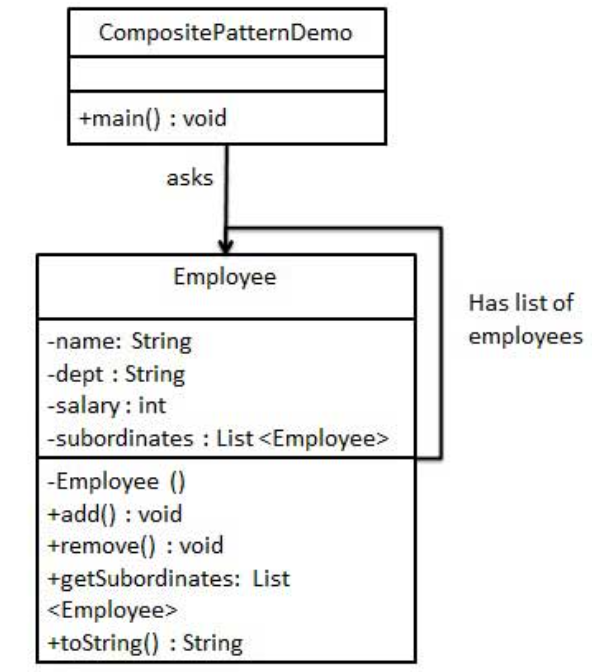 CompositePatternDemo
+main() : void
asks
Employee
Has list of
employees
-name: String
-dept : String
-salary : int
-subordinates : List <Employee>
-Employee ()
+add() : void
+remove() : void
+getSubordinates: List
<Employee>
+toString() : String